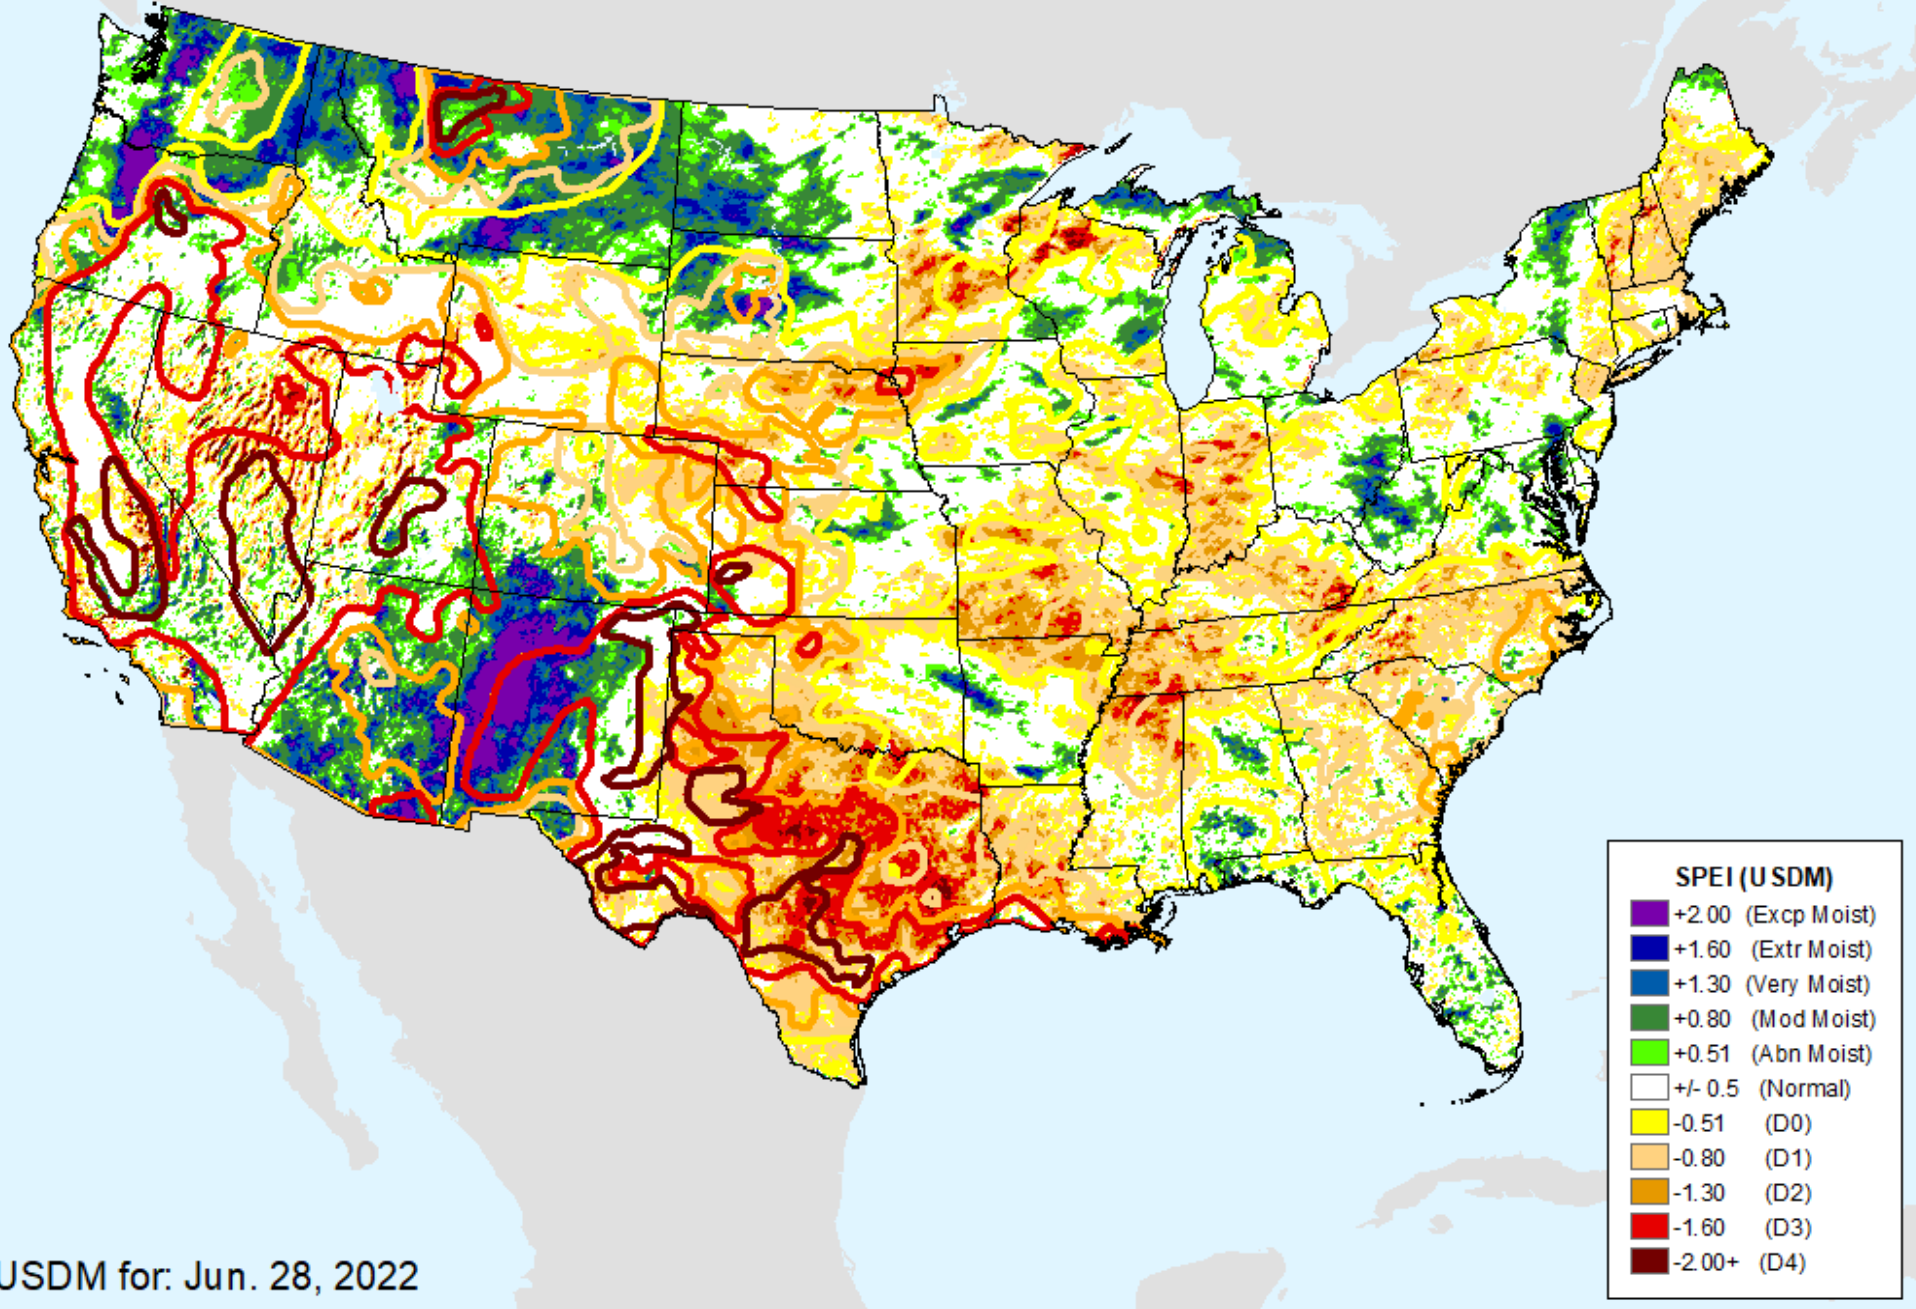 SPEI (USDM)
+2.00 (Excp Moist)
+1.60 (Extr Moist)
+1.30 (Very Moist)
+0.80 (Mod Moist)
+0.51 (Abn Moist)
+/- 0.5 (Normal)
-0.51 (D0)
-0.80 (D1)
-1.30 (D2)
-1.60 (D3)
-2.00+ (D4)
USDM for: Jun. 28, 2022